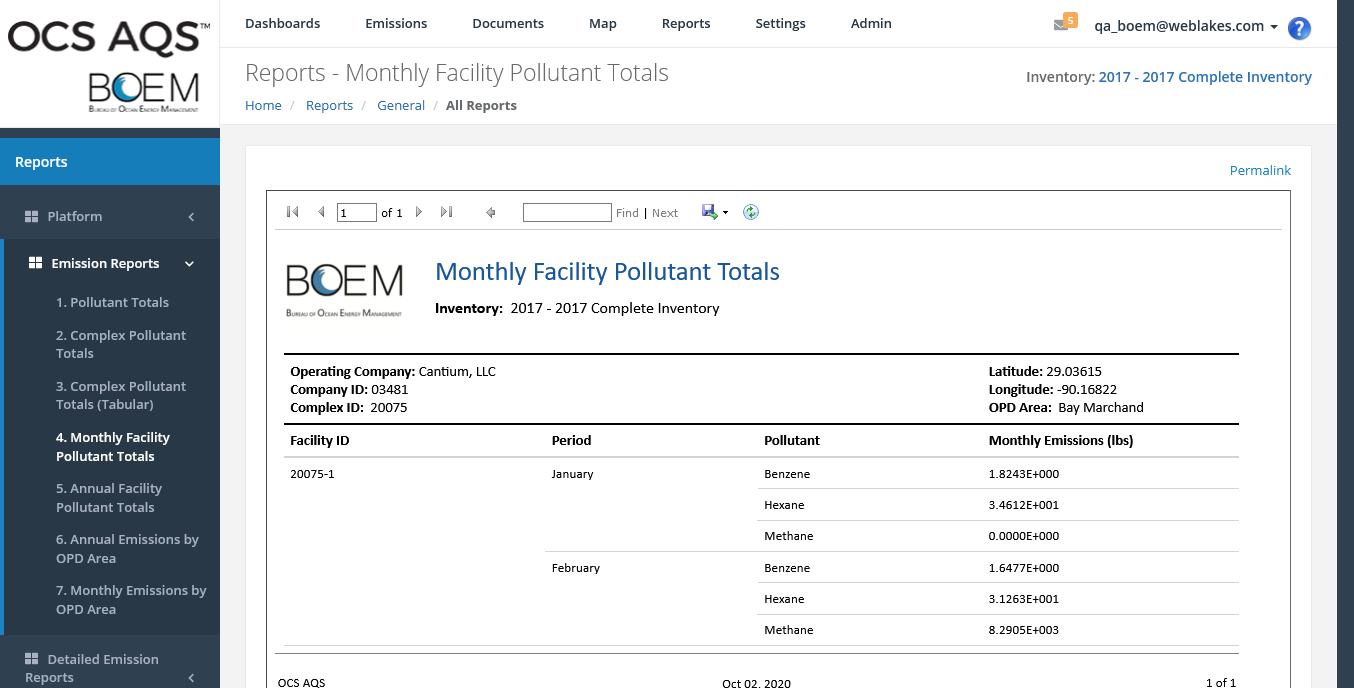 OCS AQS™
BOEM
Bureau of Ocean Energy Management
Dashboards Emissions Documents Map Reports Settings Admin
5
qa_boem@weblakes.com
?
Reports - Monthly Facility Pollutant Totals
Inventory: 2017 - 2017 Complete Inventory
Home / Reports / General / All Reports
Reports
Platform
Emission Reports
1. Pollutant Totals
2. Complex Pollutant
Totals
3. Complex Pollutant
Totals (Tabular)
4. Monthly Facility
Pollutant Totals
5. Annual Facility
Pollutant Totals
6. Annual Emissions by
OPD Area
7. Monthly Emissions by
OPD Area
Detailed Emission
Reports
Permalink
1 of 1 Find | Next
BOEM
Bureau of Ocean Energy Management
Monthly Facility Pollutant Totals
Inventory: 2017 - 2017 Complete Inventory
Operating Company: Cantium, LLC Latitude: 29.03615
Company ID: 03481 Longitude: -90.16822
Complex ID: 20075 OPD Area: Bay Marchand
Facility ID Period Pollutant Monthly Emissions (lbs)
20075-1 January Benzene 1.8243E+000
Hexane 3.4612E+001
Methane 0.0000E+000
February Benzene 1.6477E+000
Hexane 3.1263E+001
Methane 8.2905E+003
OCS AQS Oct 02, 2020 1 of 1